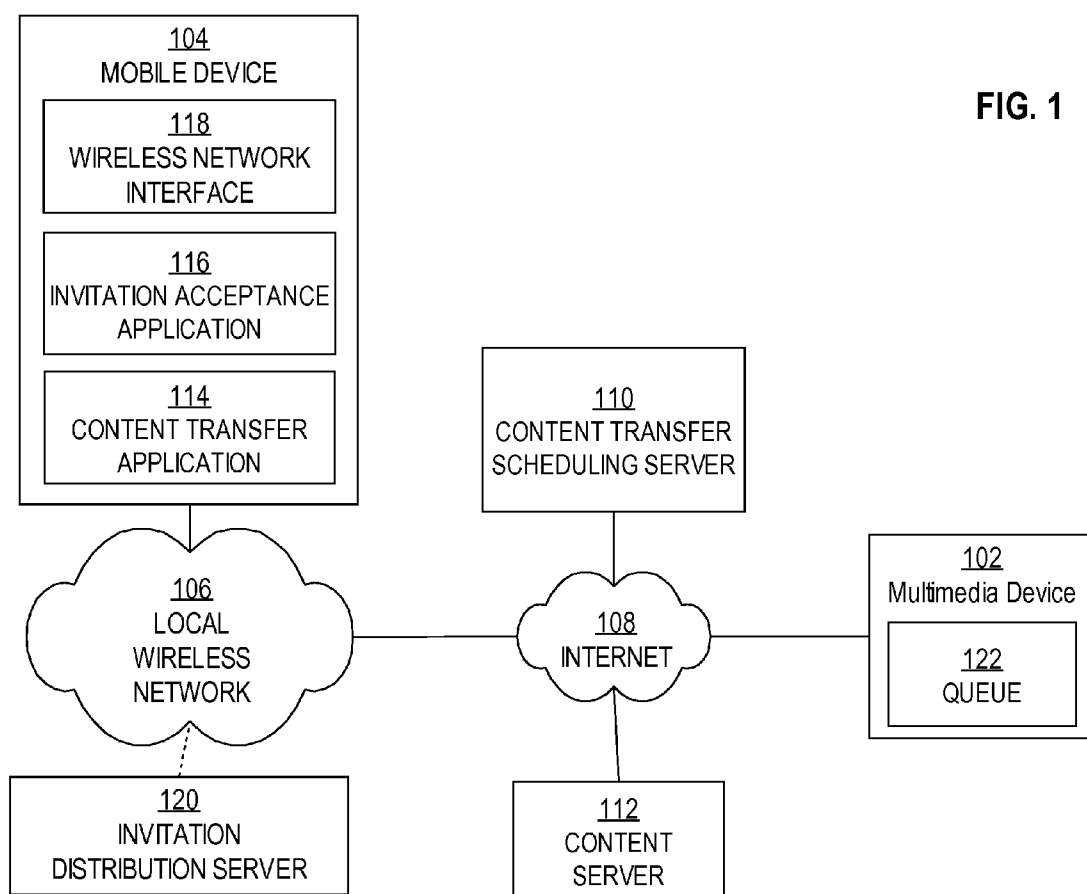 104
MOBILE DEVICE
118
WIRELESS NETWORK
INTERFACE
116
INVITATION ACCEPTANCE
APPLICATION
114
CONTENT TRANSFER
APPLICATION
FIG. 1
110
CONTENT TRANSFER
SCHEDULING SERVER
106
LOCAL
WIRELESS
NETWORK
108
INTERNET
102
Multimedia Device
122
QUEUE
120
INVITATION
DISTRIBUTION SERVER
112
CONTENT
SERVER